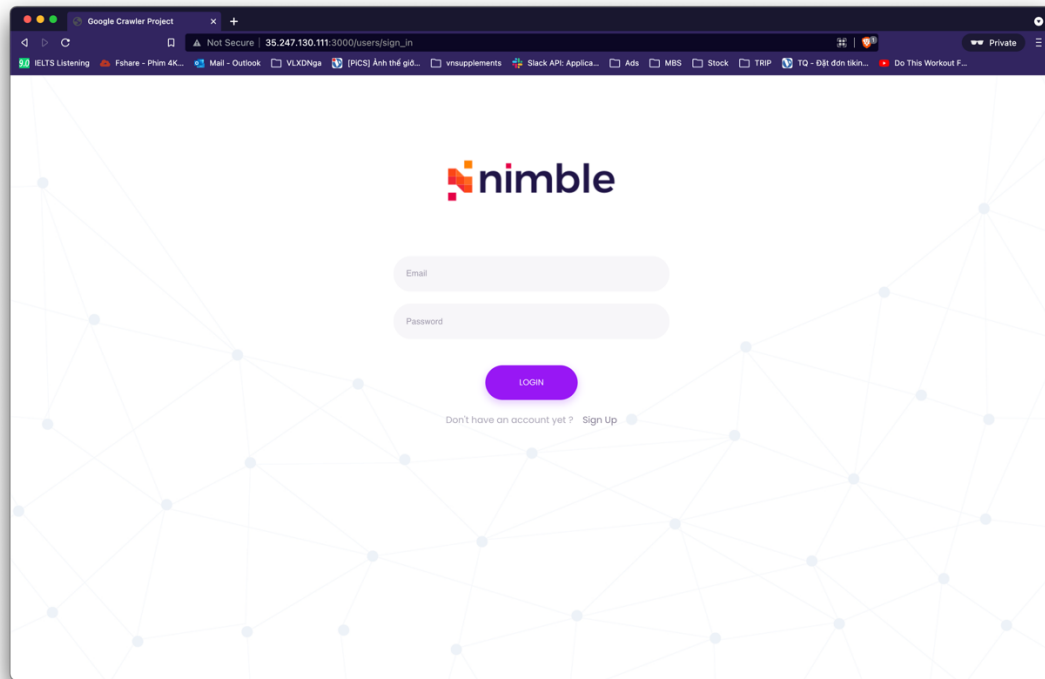 Google Crawler Project
Not Secure | 35.247.130.111:3000/users/sign_in
Private
9.0 IELTS Listening Fshare - Phim 4K... Mail - Outlook VLXDNga [PiCS] Ảnh thế giớ... vnsupplements Slack API: Applica... Ads MBS Stock TRIP TQ - Đặt đơn tikin... Do This Workout F...
nimble
Email
Password
LOGIN
Don't have an account yet ? Sign Up